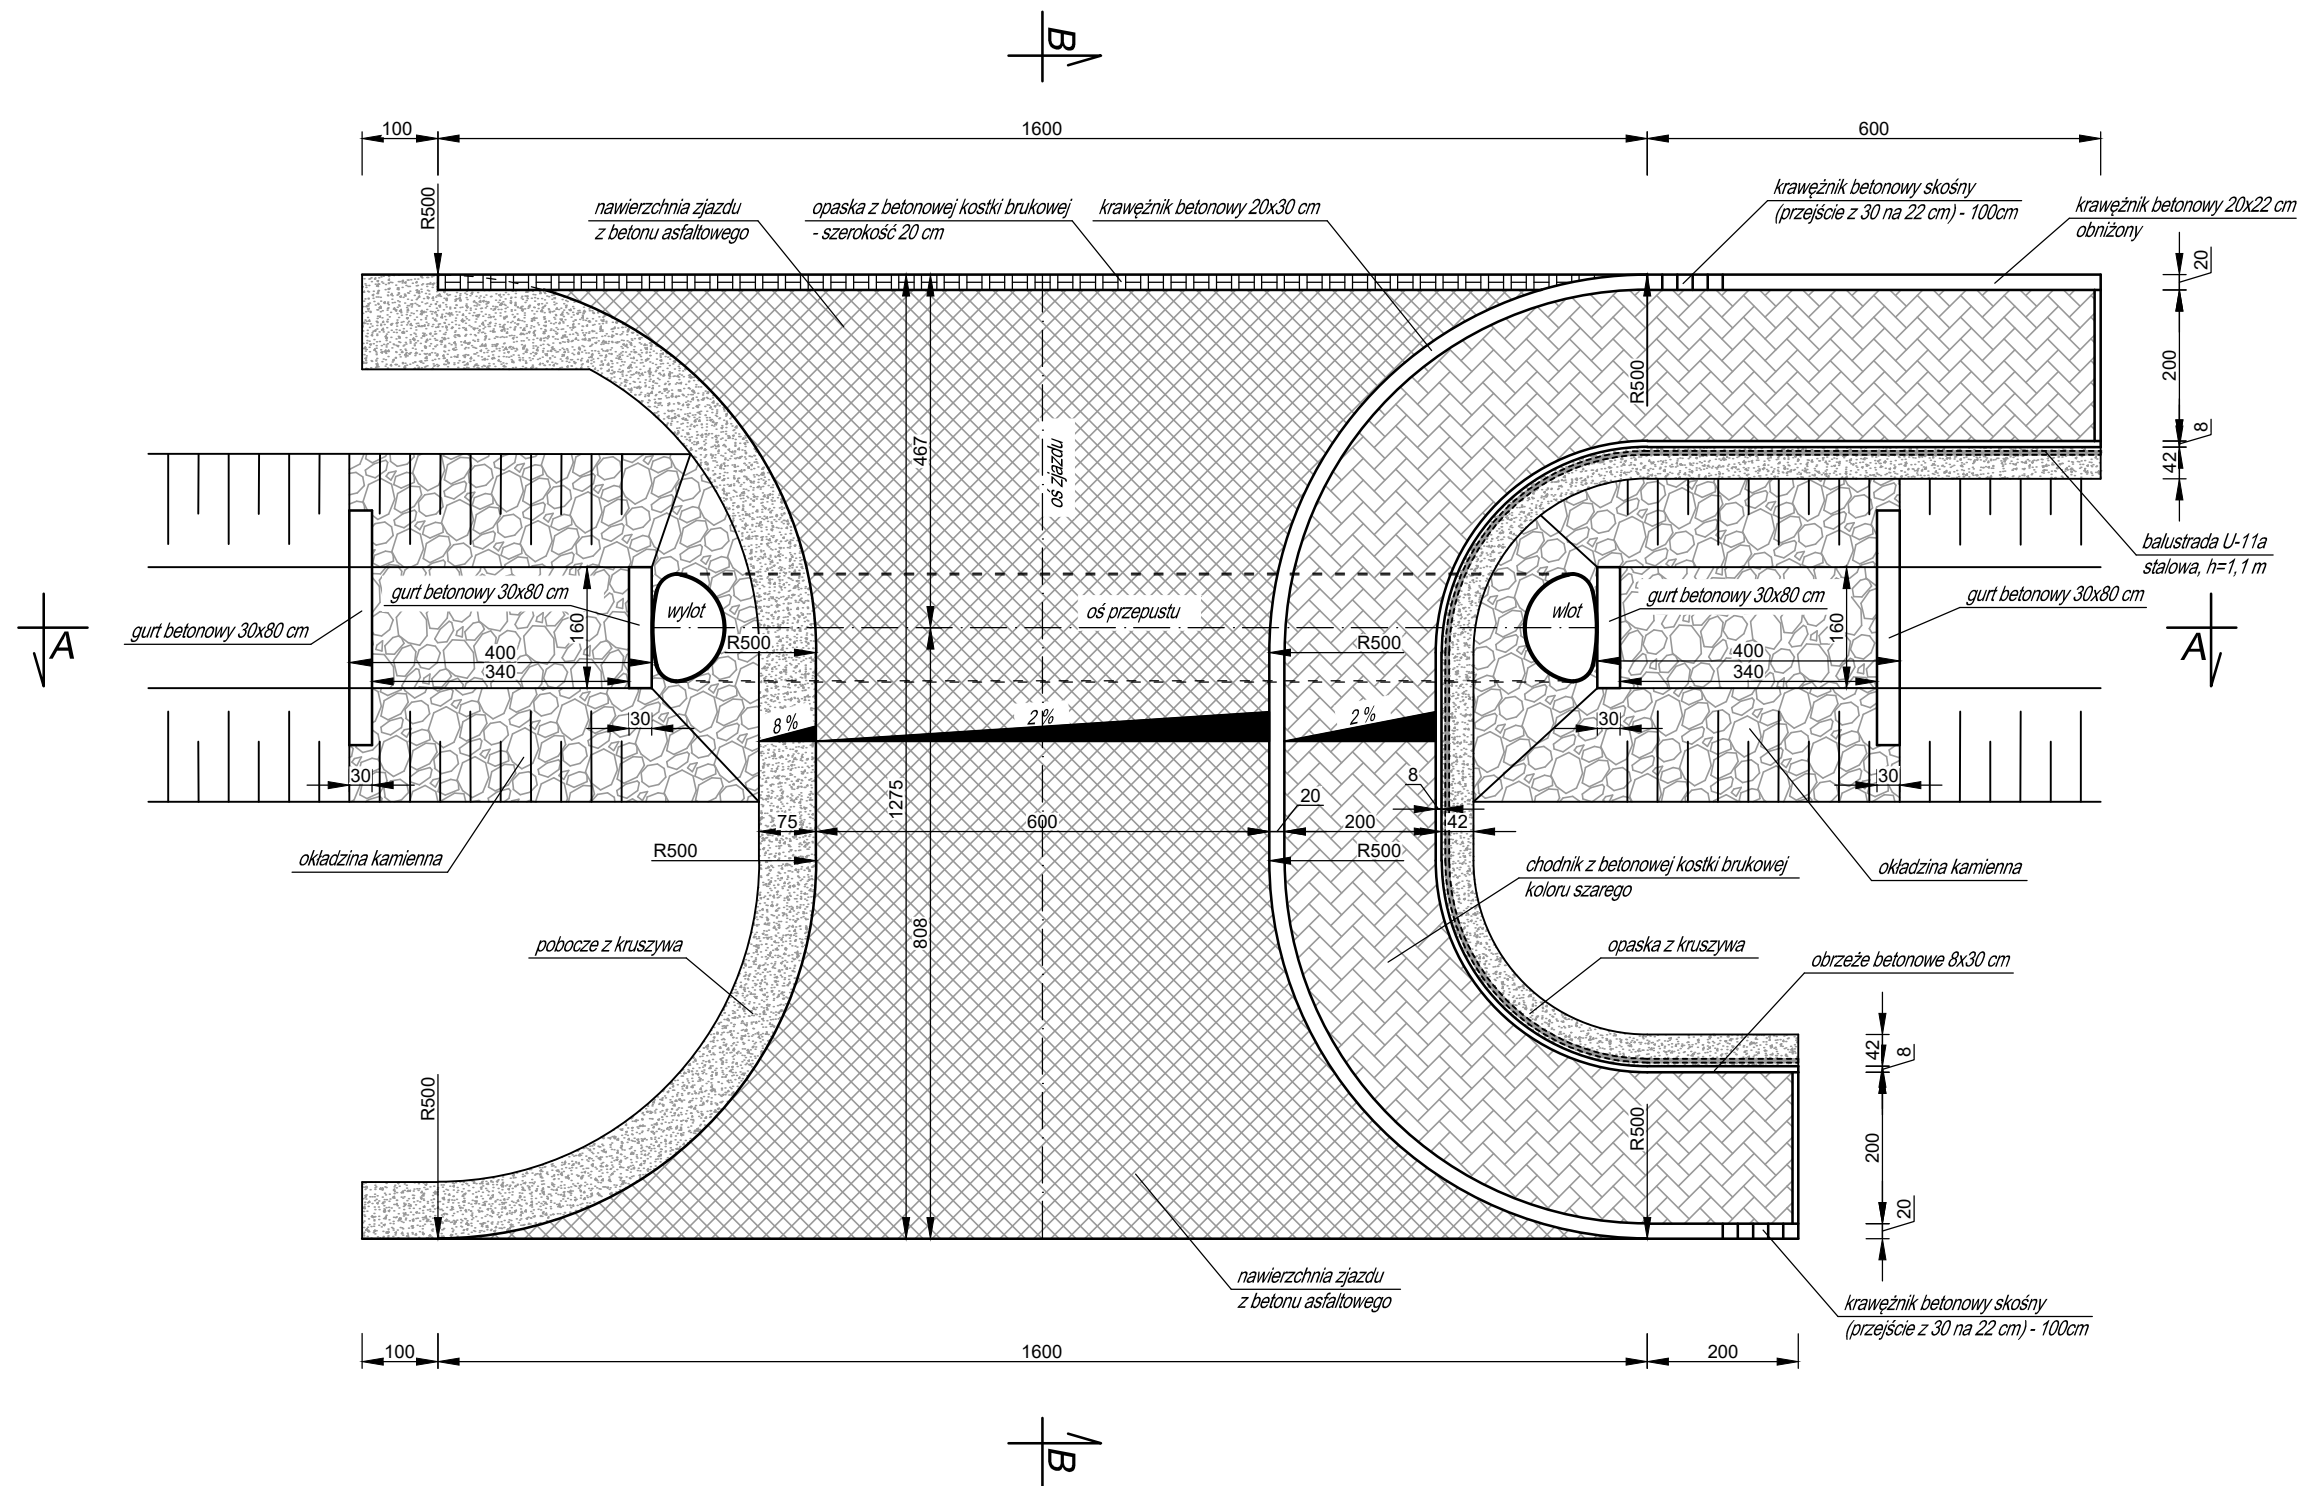 B
100
1600
600
R500
nawierzchnia zjazdu
z betonu asfaltowego
opaska z betonowej kostki brukowej
- szerokość 20 cm
krawężnik betonowy 20x30 cm
krawężnik betonowy skośny
(przejście z 30 na 22 cm) - 100cm
krawężnik betonowy 20x22 cm
obniżony
20
200
8
42
R500
467
oś zjazdu
balustrada U-11a
stalowa, h=1,1 m
gurt betonowy 30x80 cm
gurt betonowy 30x80 cm
160
wylot
oś przepustu
wlot
gurt betonowy 30x80 cm
gurt betonowy 30x80 cm
160
A
A
400
340
R500
R500
400
340
30
30
8 %
2 %
2 %
30
30
1275
8
20
75
600
200
42
R500
R500
okładzina kamienna
okładzina kamienna
chodnik z betonowej kostki brukowej
koloru szarego
808
pobocze z kruszywa
opaska z kruszywa
obrzeże betonowe 8x30 cm
42
8
200
20
R500
R500
nawierzchnia zjazdu
z betonu asfaltowego
krawężnik betonowy skośny
(przejście z 30 na 22 cm) - 100cm
100
1600
200
B